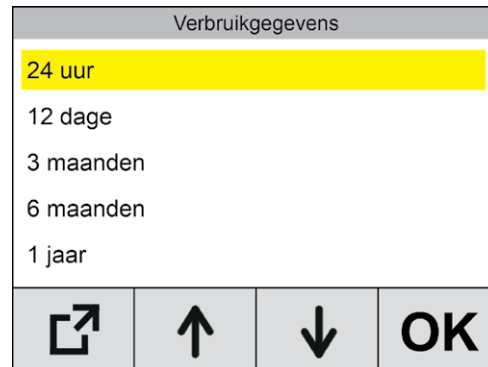 Verbruikgegevens
24 uur
12 dage
3 maanden
6 maanden
1 jaar
OK